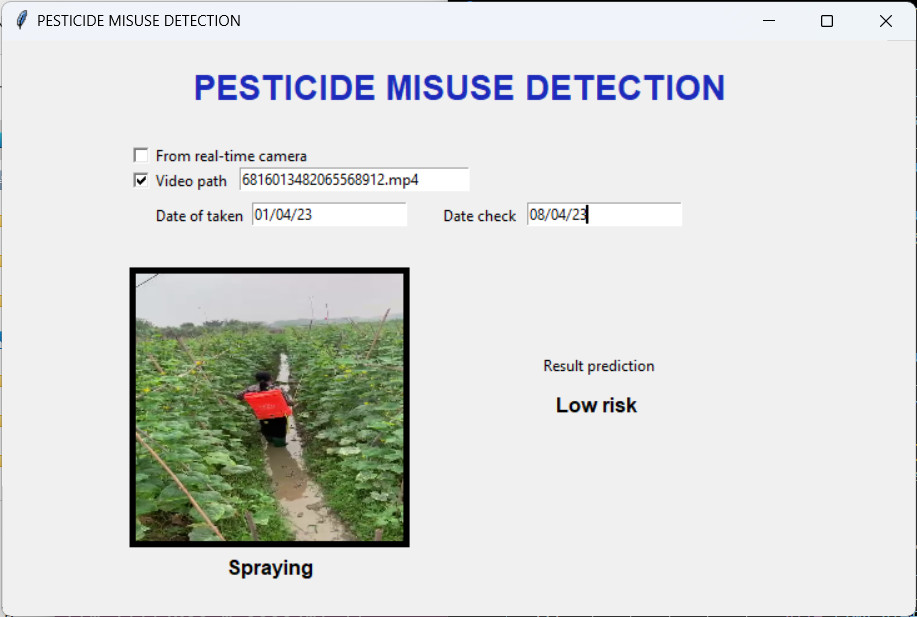 PESTICIDE MISUSE DETECTION
PESTICIDE MISUSE DETECTION
From real-time camera
Video path 6816013482065568912.mp4
Date of taken 01/04/23 Date check 08/04/23
Result prediction
Low risk
Spraying